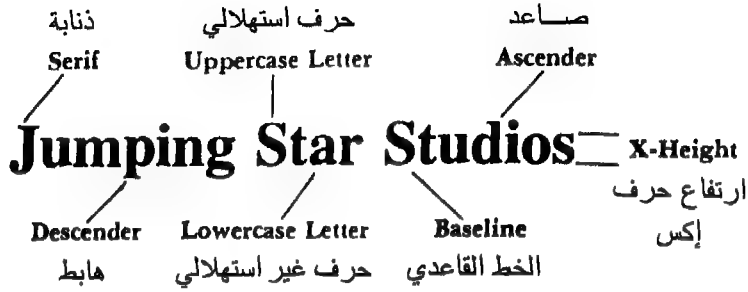 ذنابة
حرف استهلالي
صاعد
Serif
Uppercase Letter
Ascender
Jumping Star Studios
X-Height
ارتفاع حرف
إكس
Descender
Lowercase Letter
Baseline
هابط
حرف غير استهلالي
الخط القاعدي